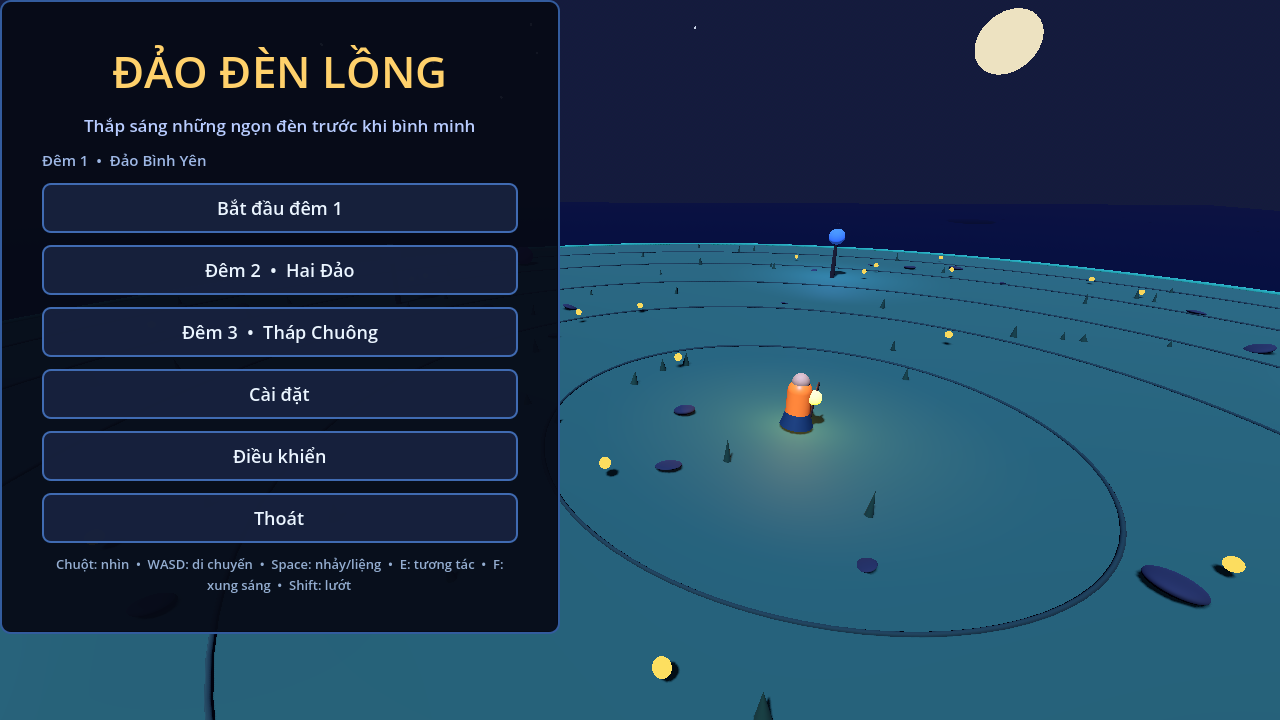 ĐẢO ĐÈN LỒNG
Thắp sáng những ngọn đèn trước khi bình minh
Đêm 1 • Đảo Bình Yên
Bắt đầu đêm 1
Đêm 2 • Hai Đảo
Đêm 3 • Tháp Chuông
Cài đặt
Điều khiển
Thoát
Chuột: nhìn • WASD: di chuyển • Space: nhảy/liệng • E: tương tác • F:
xung sáng • Shift: lướt